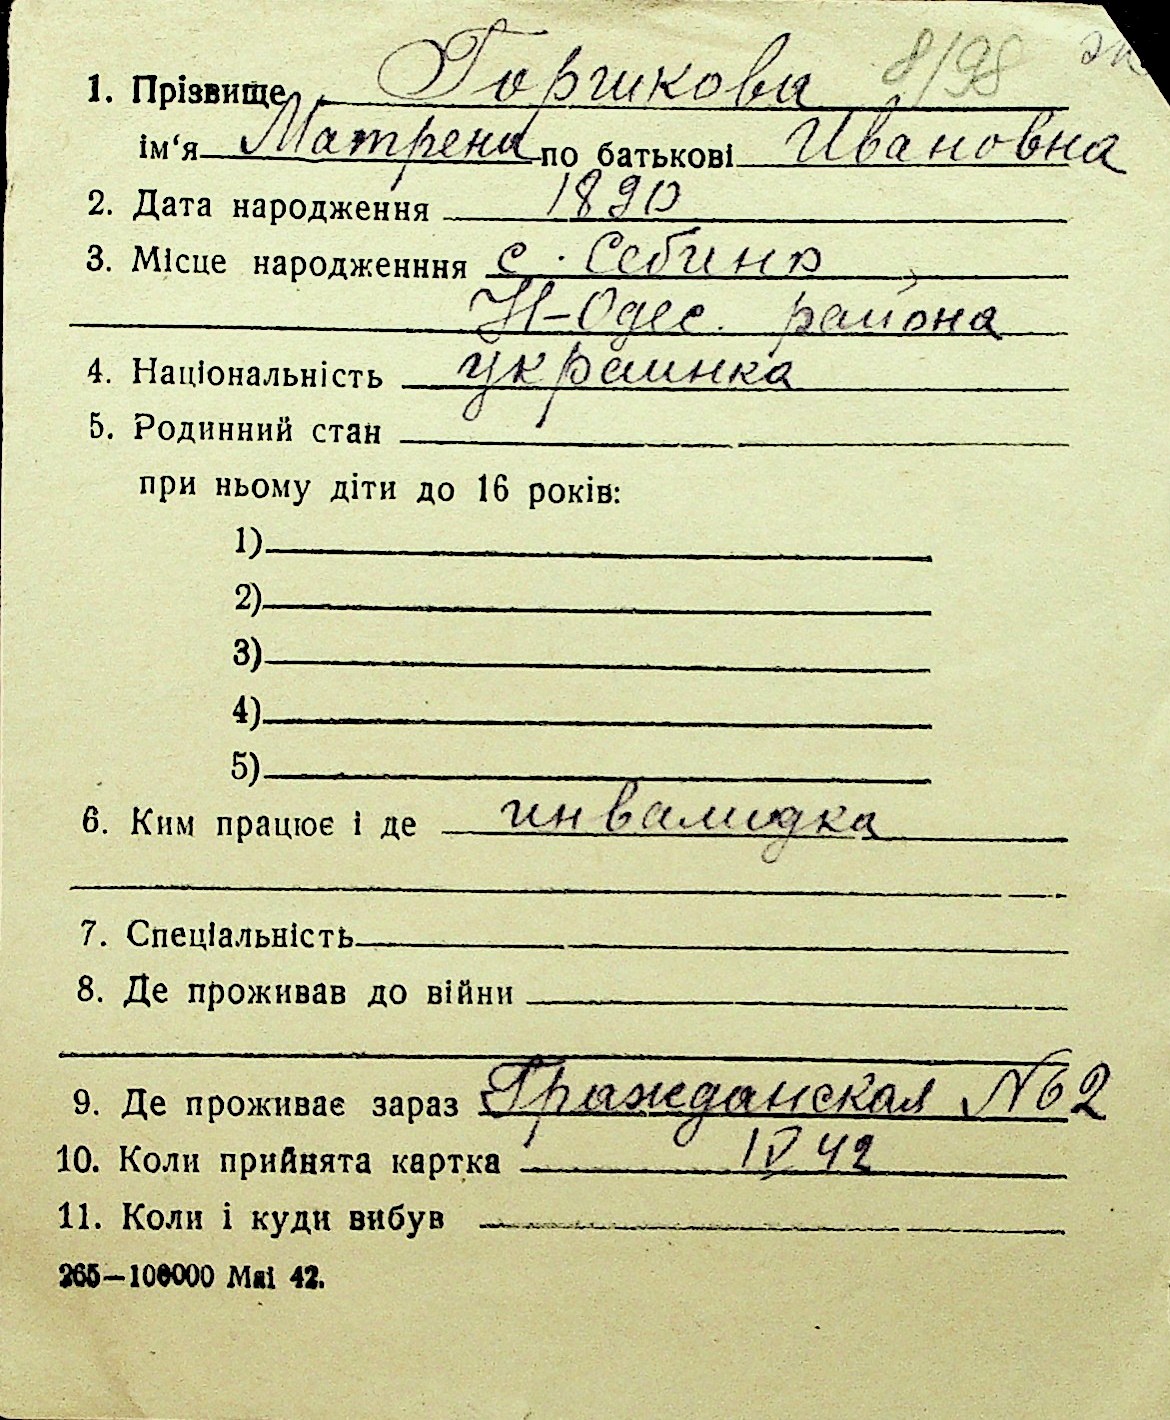 8/98 эк
1. Прізвище Горшкова
ім‘я Матрена по батькові Ивановна
2. Дата народження 1890
3. Місце народженння с. Себино
Н-Одес. района
4. Національність украинка
5. Родинний стан
при ньому діти до 16 років:
1)
2)
3)
4)
5)
6. Ким працює і де инвалидка
7. Спеціальність
8. Де проживав до війни
9. Де проживає зараз Гражданская №62
10. Коли прийнята картка IV 42
11. Коли і куди вибув
265—100000 Маі 42.